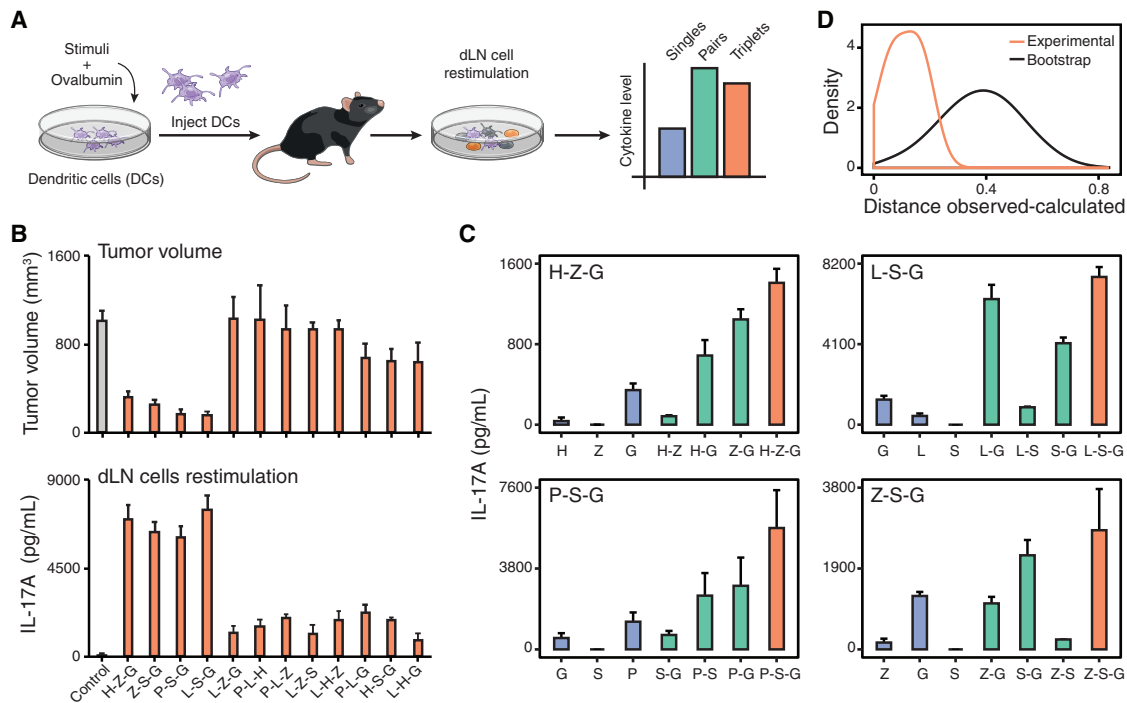 A
Stimuli
+
Ovalbumin
Inject DCs
Dendritic cells (DCs)
dLN cell
restimulation
Cytokine level
Singles
Pairs
Triplets
D
Density
4
2
0
Experimental
Bootstrap
0 0.4 0.8
Distance observed-calculated
B
Tumor volume
Tumor volume (mm³)
1600
800
0
dLN cells restimulation
IL-17A (pg/mL)
9000
4500
0
Control H-Z-G Z-S-G P-S-G L-S-G L-Z-G P-L-H P-L-Z L-Z-S L-H-Z P-L-G H-S-G L-H-G
C
IL-17A (pg/mL)
H-Z-G
1600
800
0
H Z G H-Z H-G Z-G H-Z-G
L-S-G
8200
4100
0
G L S L-G L-S S-G L-S-G
P-S-G
7600
3800
0
G S P S-G P-S P-G P-S-G
Z-S-G
3800
1900
0
Z G S Z-G S-G Z-S Z-S-G